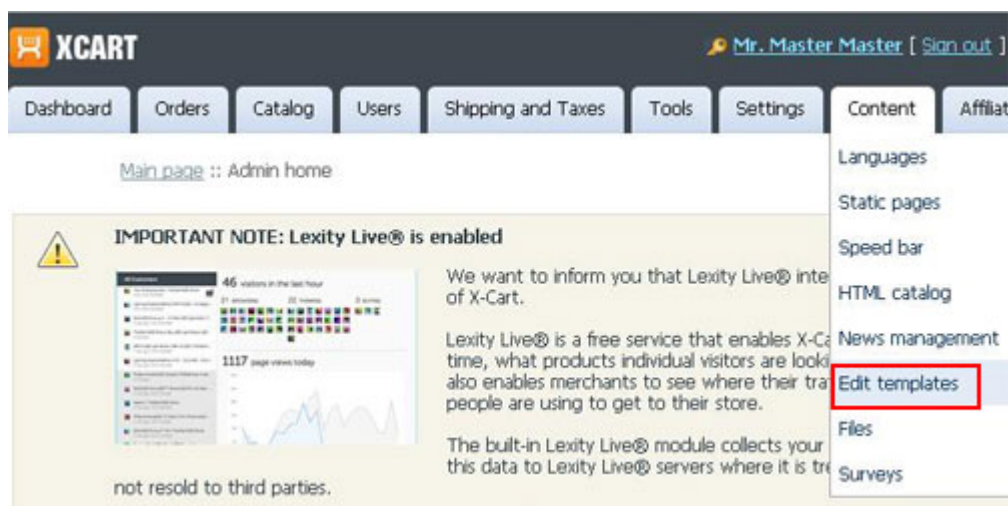 XCART
Mr. Master Master [ Sign out ]
Dashboard Orders Catalog Users Shipping and Taxes Tools Settings Content Affiliat
Main page :: Admin home
Languages
Static pages
Speed bar
HTML catalog
News management
Edit templates
Files
Surveys
IMPORTANT NOTE: Lexity Live® is enabled
46 visitors in the last hour
1117 page views today
We want to inform you that Lexity Live® inte
of X-Cart.
Lexity Live® is a free service that enables X-Ca
time, what products individual visitors are looki
also enables merchants to see where their tra
people are using to get to their store.
The built-in Lexity Live® module collects your
this data to Lexity Live® servers where it is tre
not resold to third parties.